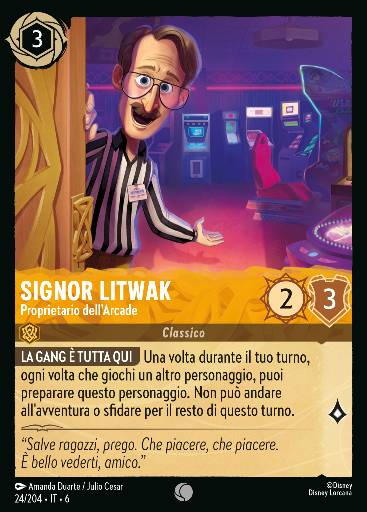 3
SIGNOR LITWAK
Proprietario dell'Arcade
2
3
Classico
LA GANG È TUTTA QUI Una volta durante il tuo turno,
ogni volta che giochi un altro personaggio, puoi
preparare questo personaggio. Non può andare
all'avventura o sfidare per il resto di questo turno.
“Salve ragazzi, prego. Che piacere, che piacere.
È bello vederti, amico.”
Amanda Duarte / Julio Cesar
©Disney
24/204 • IT • 6
Disney Lorcana